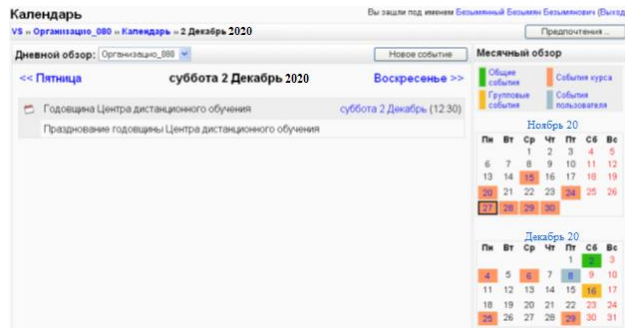 Календарь
Вы зашли под именем Безымянный Безымян Безымянович (Выход
VS » Организацио_080 » Календарь » 2 Декабрь 2020
Предпочтения ...
Дневной обзор: Организацио_080
Новое событие
Месячный обзор
<< Пятница
суббота 2 Декабрь 2020
Воскресенье >>
Общие события
События курса
Групповые события
События пользователя
Годовщина Центра дистанционного обучения
суббота 2 Декабрь (12:30)
Празднование годовщины Центра дистанционного обучения
Ноябрь 20
Пн Вт Ср Чт Пт Сб Вс
1 2 3 4 5
6 7 8 9 10 11 12
13 14 15 16 17 18 19
20 21 22 23 24 25 26
27 28 29 30
Декабрь 20
Пн Вт Ср Чт Пт Сб Вс
1 2 3
4 5 6 7 8 9 10
11 12 13 14 15 16 17
18 19 20 21 22 23 24
25 26 27 28 29 30 31